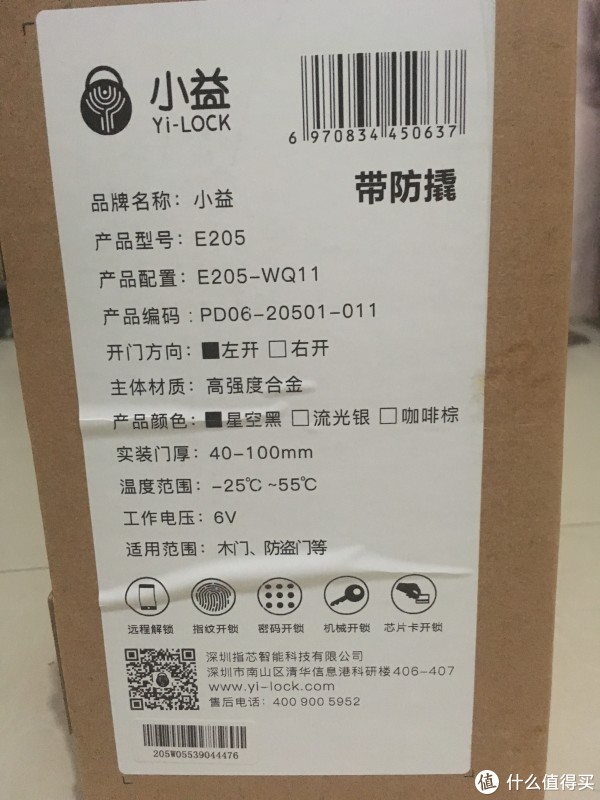 小益
Yi-LOCK
6 970834 450637
带防撬
品牌名称：小益
产品型号：E205
产品配置：E205-WQ11
产品编码：PD06-20501-011
开门方向：■左开 □右开
主体材质：高强度合金
产品颜色：■星空黑 □流光银 □咖啡棕
实装门厚：40-100mm
温度范围：-25℃ ~55℃
工作电压：6V
适用范围：木门、防盗门等
远程解锁 指纹开锁 密码开锁 机械开锁 芯片卡开锁
深圳指芯智能科技有限公司
深圳市南山区清华信息港科研楼406-407
www.yi-lock.com
售后电话：400 900 5952
205W05539044476
值 什么值得买